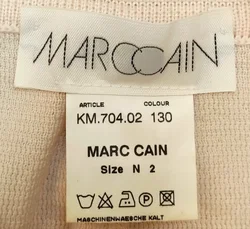 MARCCAIN
ARTICLE COLOUR
KM.704.02 130
MARC CAIN
Size N 2
MASCHINENWAESCHE KALT